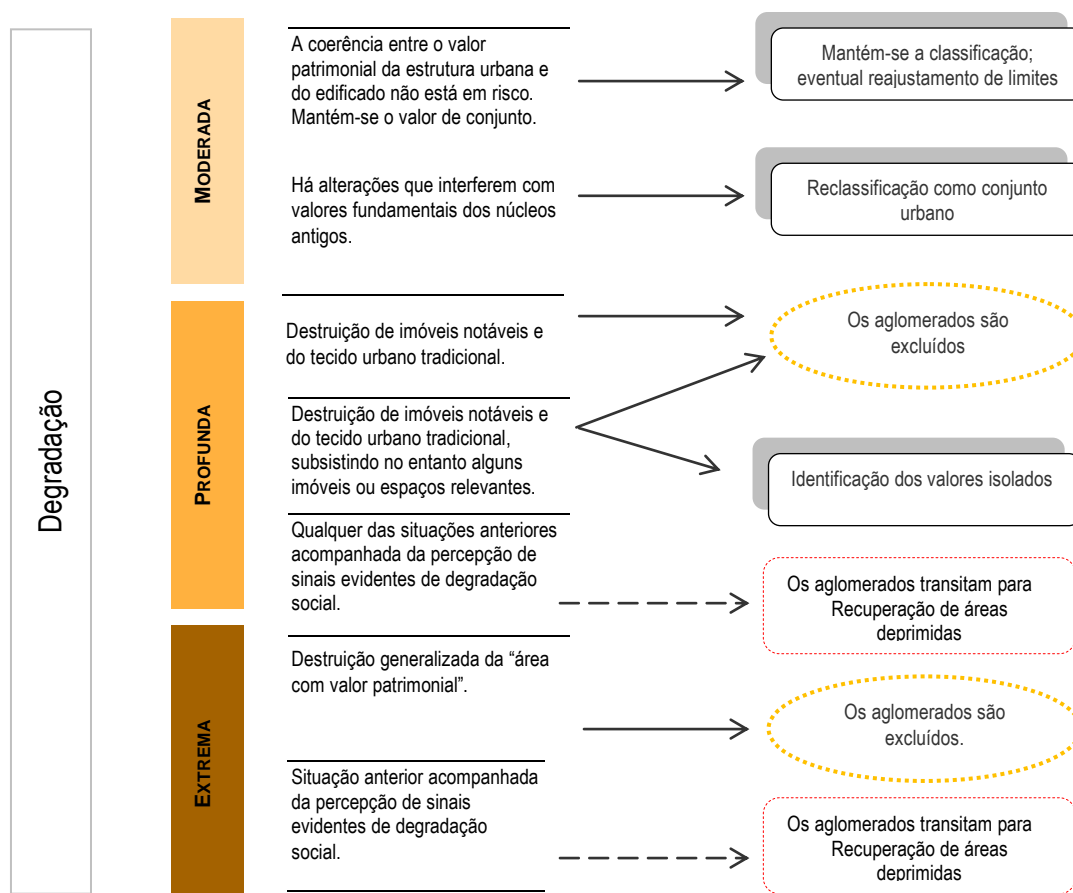 Degradação
MODERADA
A coerência entre o valor
patrimonial da estrutura urbana e
do edificado não está em risco.
Mantém-se o valor de conjunto.
Mantém-se a classificação;
eventual reajustamento de limites
Há alterações que interferem com
valores fundamentais dos núcleos
antigos.
Reclassificação como conjunto
urbano
PROFUNDA
Destruição de imóveis notáveis e
do tecido urbano tradicional.
Os aglomerados são
excluídos
Destruição de imóveis notáveis e
do tecido urbano tradicional,
subsistindo no entanto alguns
imóveis ou espaços relevantes.
Identificação dos valores isolados
Qualquer das situações anteriores
acompanhada da percepção de
sinais evidentes de degradação
social.
Os aglomerados transitam para
Recuperação de áreas
deprimidas
EXTREMA
Destruição generalizada da “área
com valor patrimonial”.
Os aglomerados são
excluídos.
Situação anterior acompanhada
da percepção de sinais
evidentes de degradação
social.
Os aglomerados transitam para
Recuperação de áreas
deprimidas